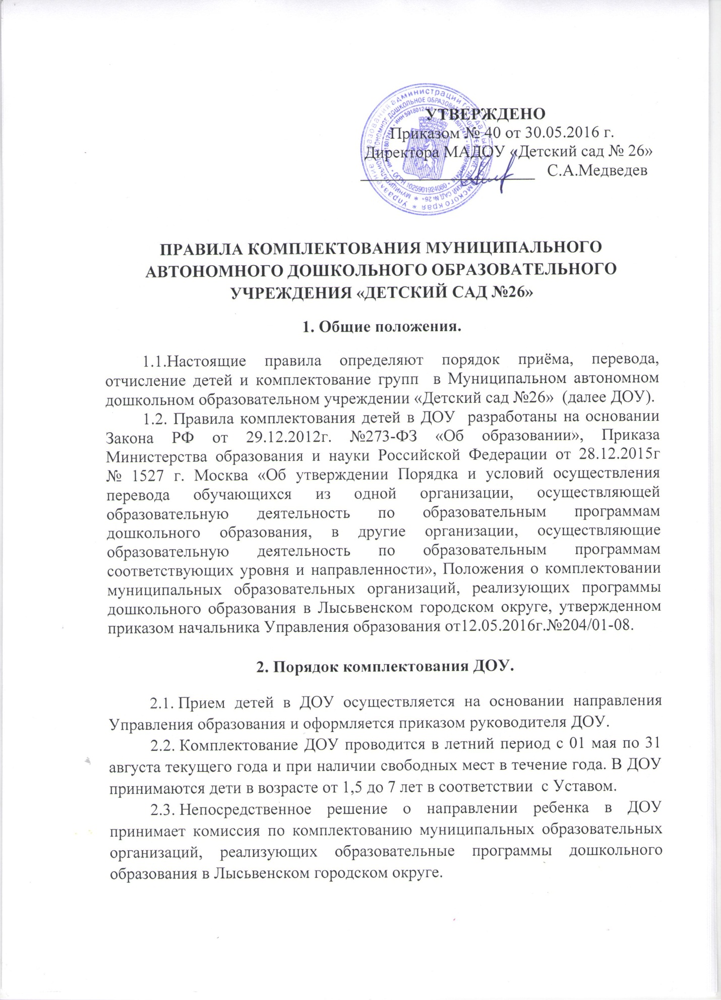 УТВЕРЖДЕНО
Приказом № 40 от 30.05.2016 г.
Директора МАДОУ «Детский сад № 26»
С.А.Медведев
ПРАВИЛА КОМПЛЕКТОВАНИЯ МУНИЦИПАЛЬНОГО
АВТОНОМНОГО ДОШКОЛЬНОГО ОБРАЗОВАТЕЛЬНОГО
УЧРЕЖДЕНИЯ «ДЕТСКИЙ САД №26»
1. Общие положения.
1.1.Настоящие правила определяют порядок приёма, перевода,
отчисление детей и комплектование групп в Муниципальном автономном
дошкольном образовательном учреждении «Детский сад №26» (далее ДОУ).
1.2. Правила комплектования детей в ДОУ разработаны на основании
Закона РФ от 29.12.2012г. №273-ФЗ «Об образовании», Приказа
Министерства образования и науки Российской Федерации от 28.12.2015г
№ 1527 г. Москва «Об утверждении Порядка и условий осуществления
перевода обучающихся из одной организации, осуществляющей
образовательную деятельность по образовательным программам
дошкольного образования, в другие организации, осуществляющие
образовательную деятельность по образовательным программам
соответствующих уровня и направленности», Положения о комплектовании
муниципальных образовательных организаций, реализующих программы
дошкольного образования в Лысьвенском городском округе, утвержденном
приказом начальника Управления образования от12.05.2016г.№204/01-08.
2. Порядок комплектования ДОУ.
2.1. Прием детей в ДОУ осуществляется на основании направления
Управления образования и оформляется приказом руководителя ДОУ.
2.2. Комплектование ДОУ проводится в летний период с 01 мая по 31
августа текущего года и при наличии свободных мест в течение года. В ДОУ
принимаются дети в возрасте от 1,5 до 7 лет в соответствии с Уставом.
2.3. Непосредственное решение о направлении ребенка в ДОУ
принимает комиссия по комплектованию муниципальных образовательных
организаций, реализующих образовательные программы дошкольного
образования в Лысьвенском городском округе.